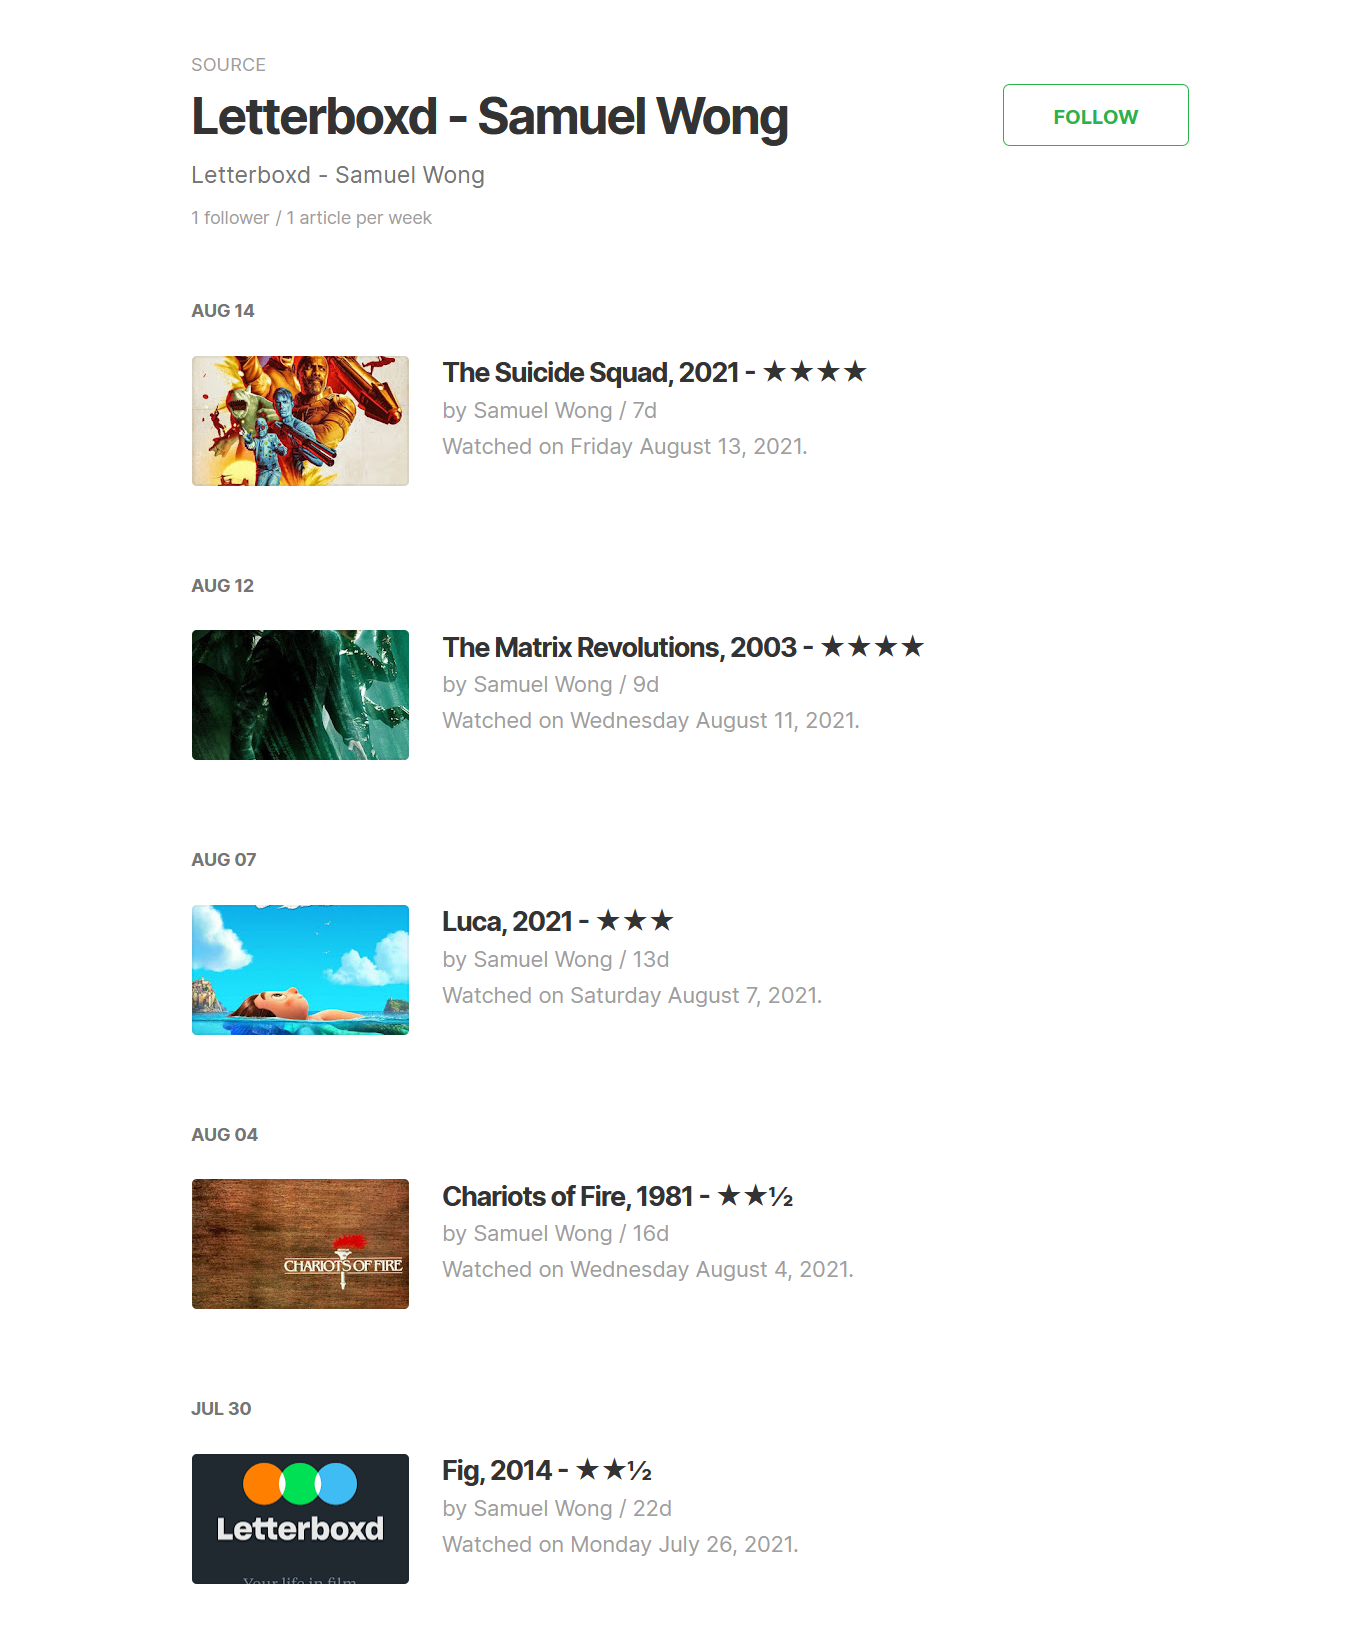 SOURCE
Letterboxd - Samuel Wong
FOLLOW
Letterboxd - Samuel Wong
1 follower / 1 article per week
AUG 14
The Suicide Squad, 2021 - ★★★★
by Samuel Wong / 7d
Watched on Friday August 13, 2021.
AUG 12
The Matrix Revolutions, 2003 - ★★★★
by Samuel Wong / 9d
Watched on Wednesday August 11, 2021.
AUG 07
Luca, 2021 - ★★★
by Samuel Wong / 13d
Watched on Saturday August 7, 2021.
AUG 04
CHARIOTS OF FIRE
Chariots of Fire, 1981 - ★★½
by Samuel Wong / 16d
Watched on Wednesday August 4, 2021.
JUL 30
Letterboxd
Your life in film
Fig, 2014 - ★★½
by Samuel Wong / 22d
Watched on Monday July 26, 2021.